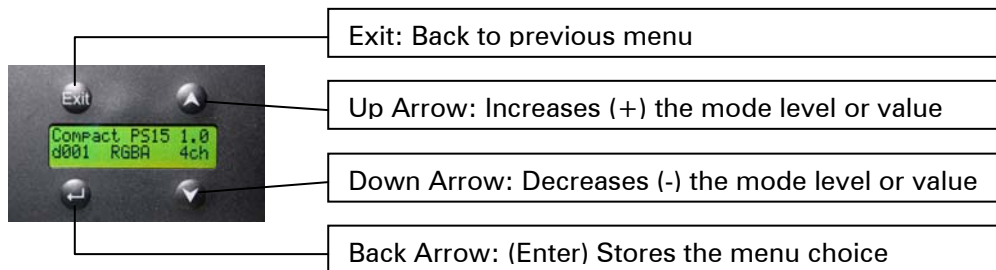 Exit: Back to previous menu
Exit
Up Arrow: Increases (+) the mode level or value
Compact PS15 1.0
d001 RGBA 4ch
Down Arrow: Decreases (-) the mode level or value
Back Arrow: (Enter) Stores the menu choice